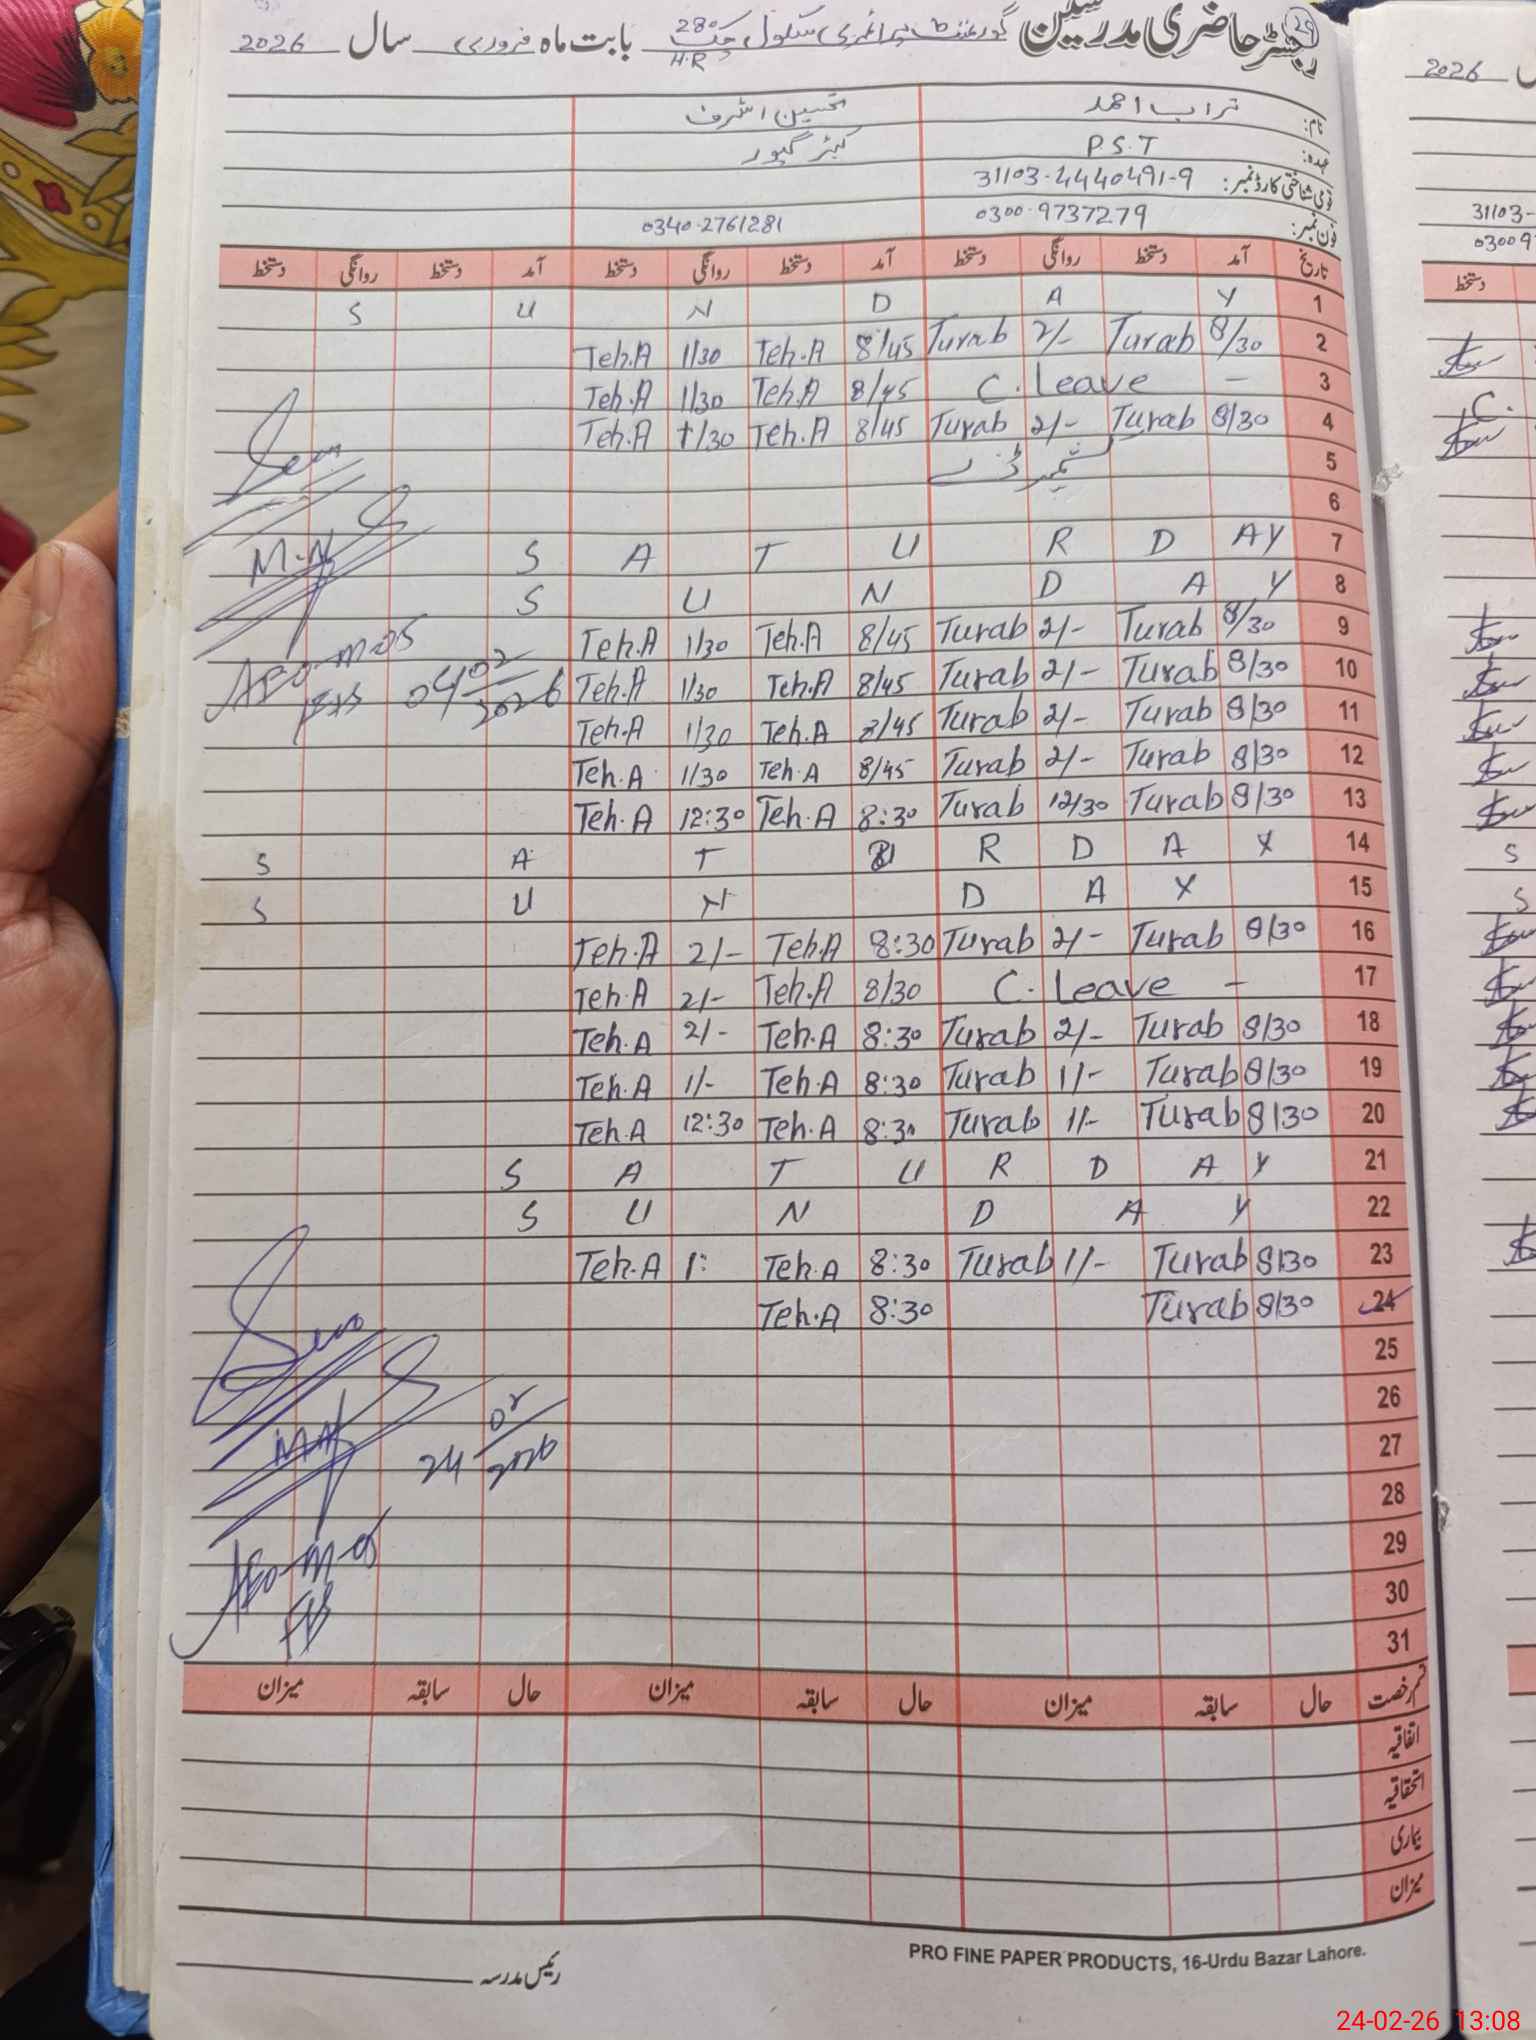 رجسٹر حاضری مدرسین گورنمنٹ پرائمری سکول چک 280 H.R بابت ماہ فروری سال 2026
نام: تراب احمد تحسین اشرف
عہدہ: P.S.T کیئر گیور
قومی شناختی کارڈ نمبر: 31103-4440491-9
فون نمبر: 0300-9737279 0340-2761281
تاریخ آمد دستخط روانگی دستخط آمد دستخط روانگی دستخط آمد دستخط روانگی دستخط
S U N D A Y 1
Teh.A 1/30 Teh.A 8/45 Turab 2/- Turab 8/30 2
Teh.A 1/30 Teh.A 8/45 C. Leave - 3
Teh.A 1/30 Teh.A 8/45 Turab 2/- Turab 8/30 4
کشمیر ڈے 5
6
S A T U R D A Y 7
S U N D A Y 8
Teh.A 1/30 Teh.A 8/45 Turab 2/- Turab 8/30 9
Teh.A 1/30 Teh.A 8/45 Turab 2/- Turab 8/30 10
Teh.A 1/30 Teh.A 8/45 Turab 2/- Turab 8/30 11
Teh.A 1/30 Teh.A 8/45 Turab 2/- Turab 8/30 12
Teh.A 12:30 Teh.A 8:30 Turab 12/30 Turab 8/30 13
S A T U R D A Y 14
S U N D A Y 15
Teh.A 2/- Teh.A 8:30 Turab 2/- Turab 8/30 16
Teh.A 2/- Teh.A 8/30 C. Leave - 17
Teh.A 2/- Teh.A 8:30 Turab 2/- Turab 8/30 18
Teh.A 1/- Teh.A 8:30 Turab 1/- Turab 8/30 19
Teh.A 12:30 Teh.A 8:30 Turab 1/- Turab 8/30 20
S A T U R D A Y 21
S U N D A Y 22
Teh.A 1: Teh.A 8:30 Turab 1/- Turab 8/30 23
Teh.A 8:30 Turab 8/30 24
25
26
27
28
29
30
31
04 02/2026
24 02/2026
قسم رخصت حال سابقہ میزان حال سابقہ میزان حال سابقہ میزان
اتفاقیہ
استحقاقیہ
بیماری
میزان
رئیس مدرسہ
PRO FINE PAPER PRODUCTS, 16-Urdu Bazar Lahore.
2026
31103-
03009
دستخط
24-02-26 13:08